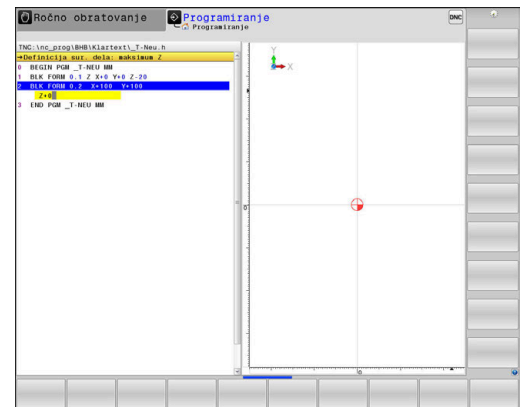 Ročno obratovanje
Programiranje
Programiranje
DNC
TNC:\nc_prog\BHB\Klartext\_T-Neu.h
→Definicija sur. dela: maksimum Z
0 BEGIN PGM _T-NEU MM
1 BLK FORM 0.1 Z X+0 Y+0 Z-20
2 BLK FORM 0.2 X+100 Y+100
Z+0
3 END PGM _T-NEU MM
Y
X
0
0